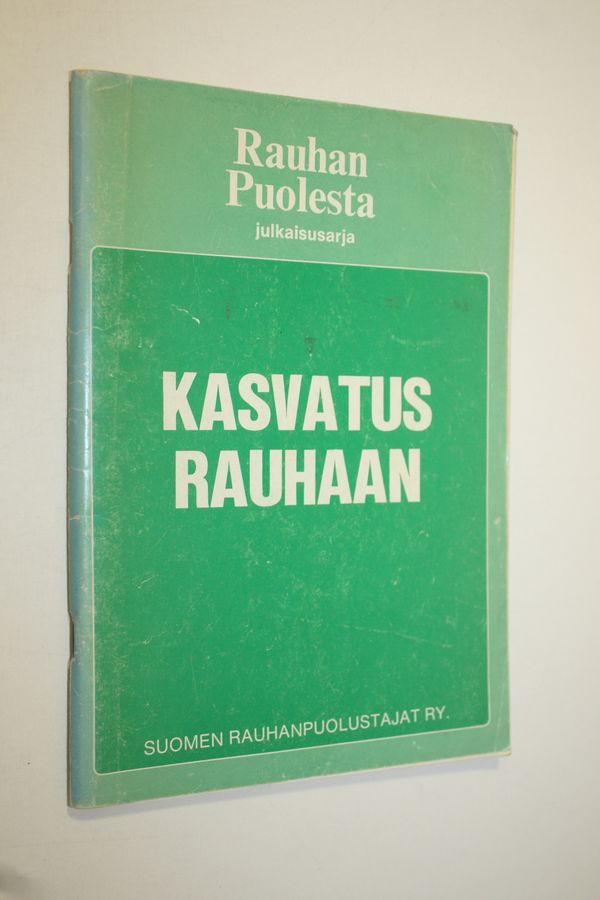 Rauhan
Puolesta
julkaisusarja
KASVATUS
RAUHAAN
SUOMEN RAUHANPUOLUSTAJAT RY.